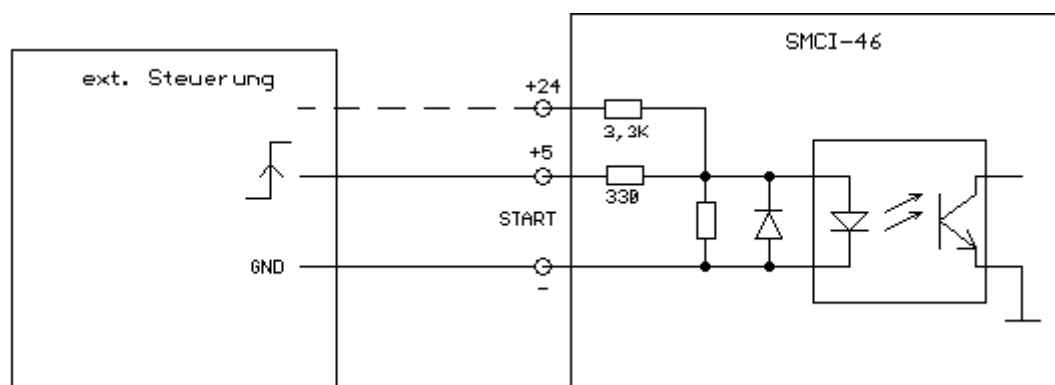 SMCI-46
ext. Steuerung
+24
3,3K
+5
330
START
GND
-